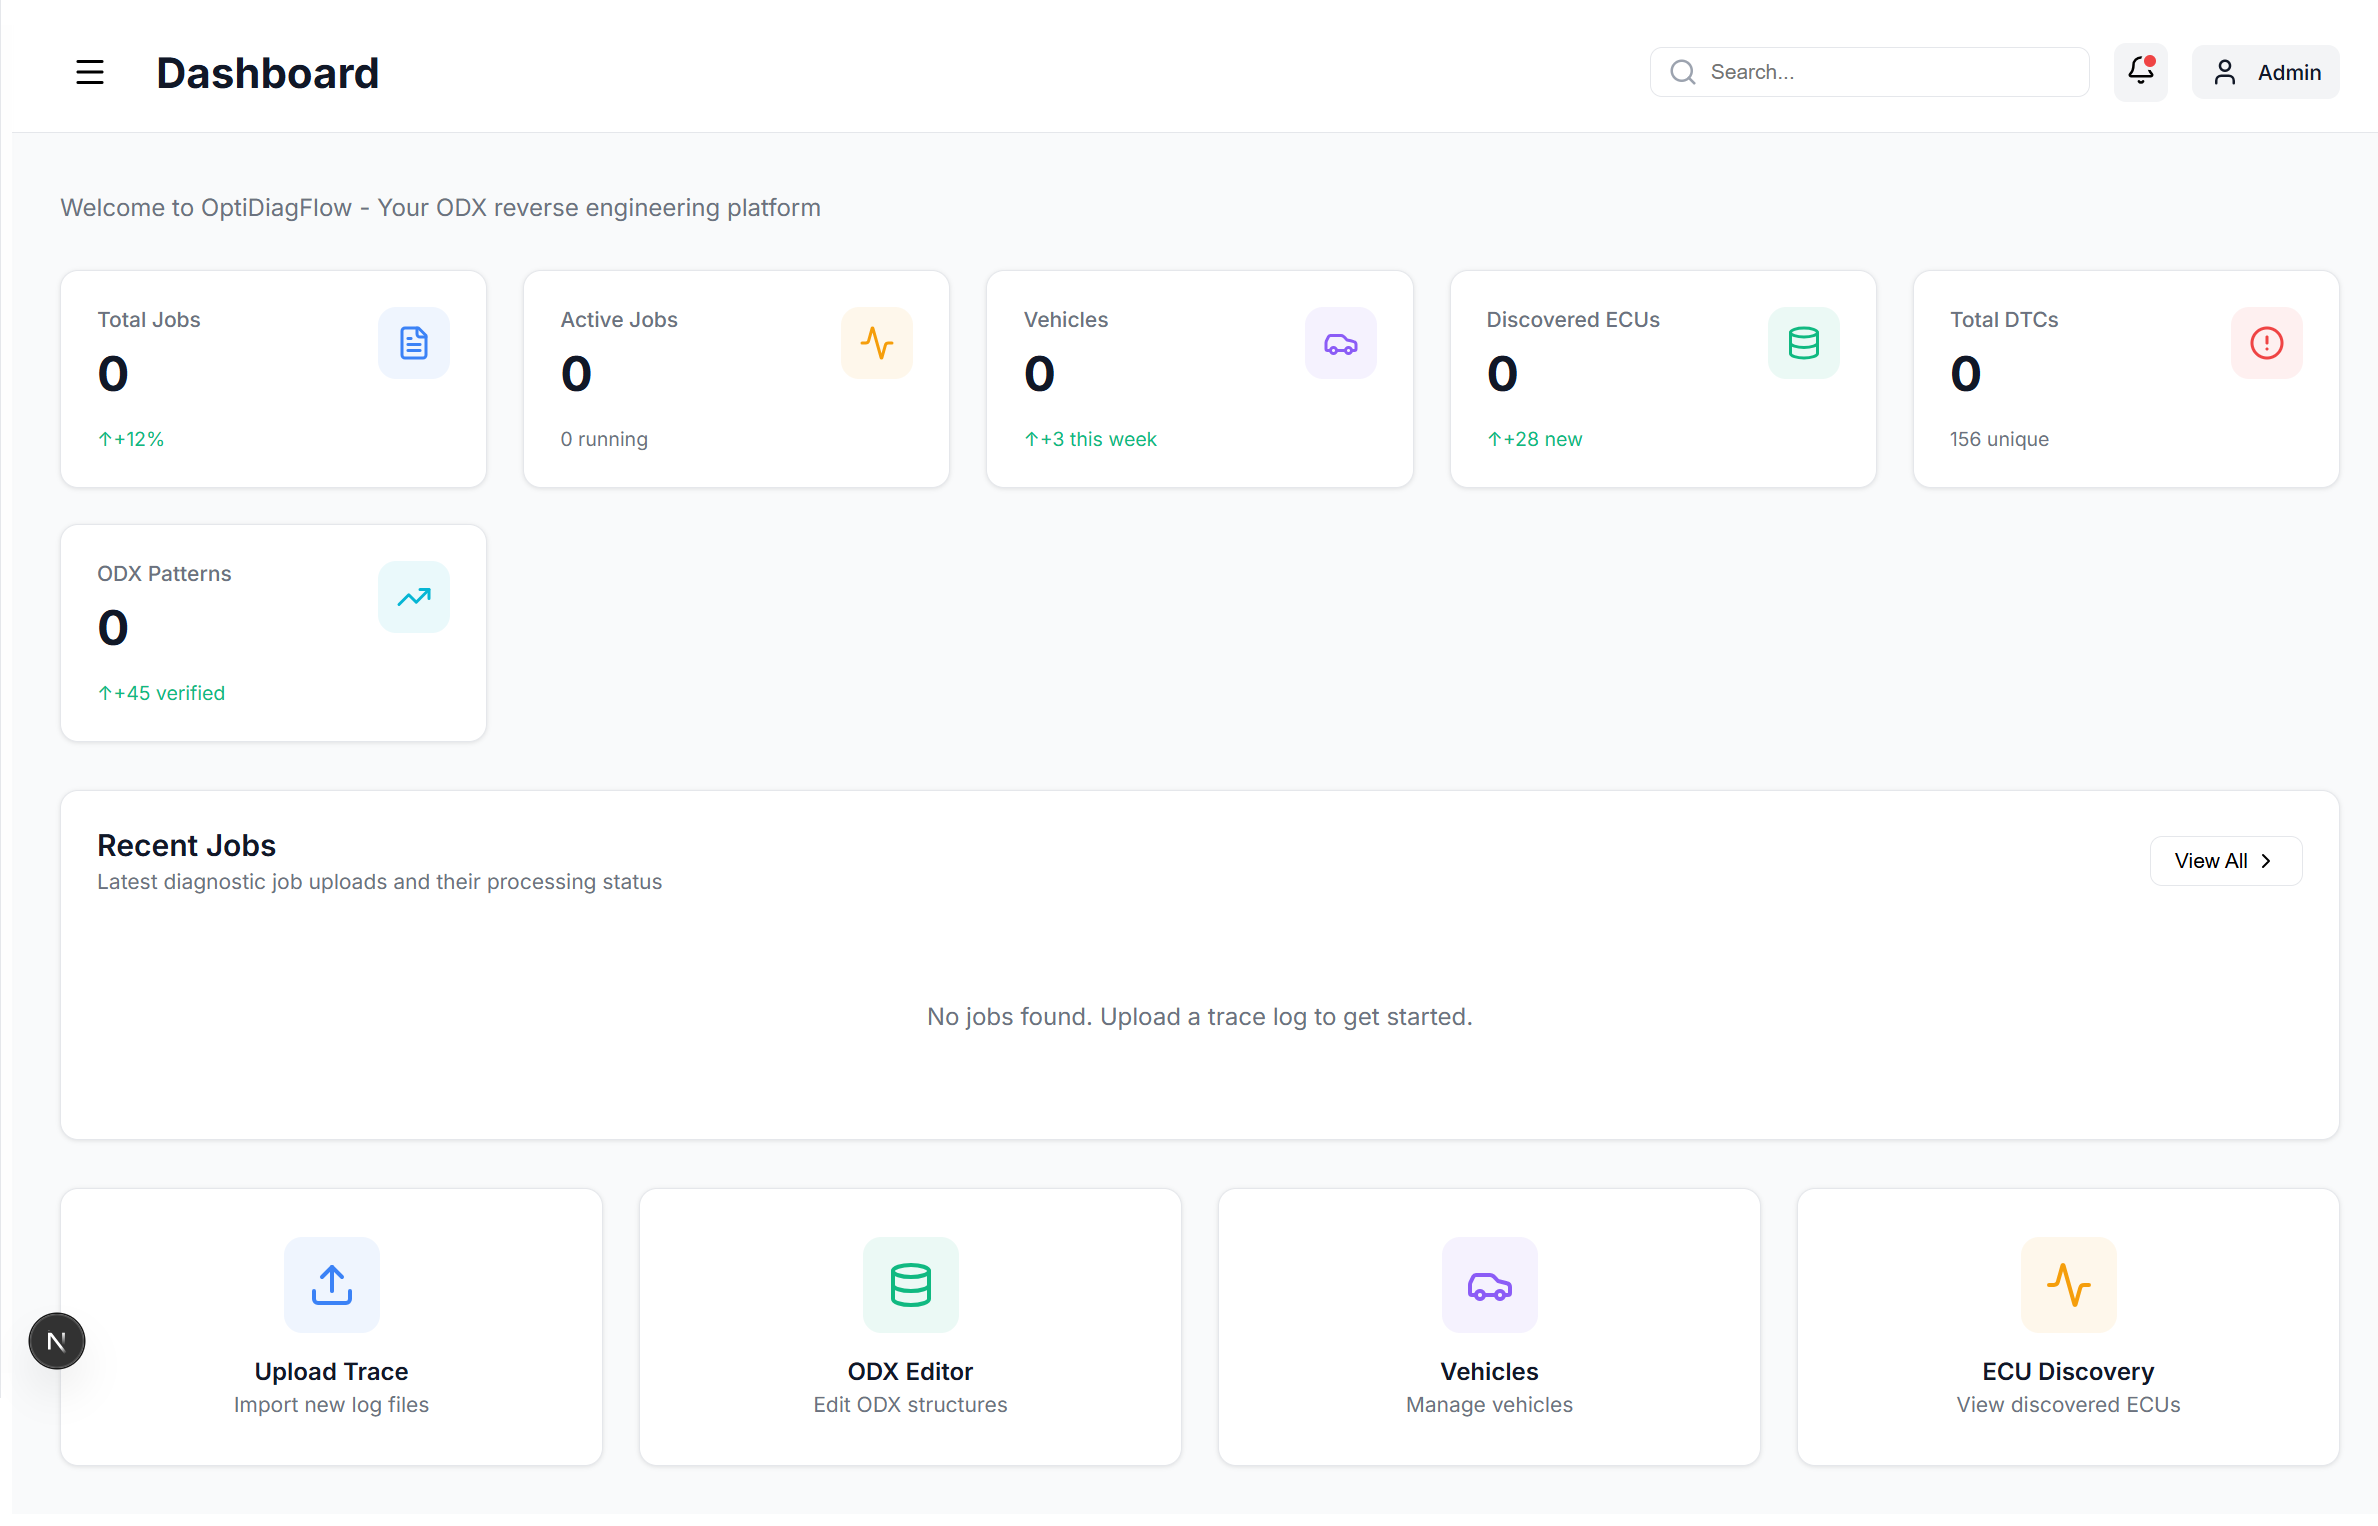 Dashboard
Search...
Admin
Welcome to OptiDiagFlow - Your ODX reverse engineering platform
Total Jobs
0
↑+12%
Active Jobs
0
0 running
Vehicles
0
↑+3 this week
Discovered ECUs
0
↑+28 new
Total DTCs
0
156 unique
ODX Patterns
0
↑+45 verified
Recent Jobs
Latest diagnostic job uploads and their processing status
View All
No jobs found. Upload a trace log to get started.
Upload Trace
Import new log files
ODX Editor
Edit ODX structures
Vehicles
Manage vehicles
ECU Discovery
View discovered ECUs
N